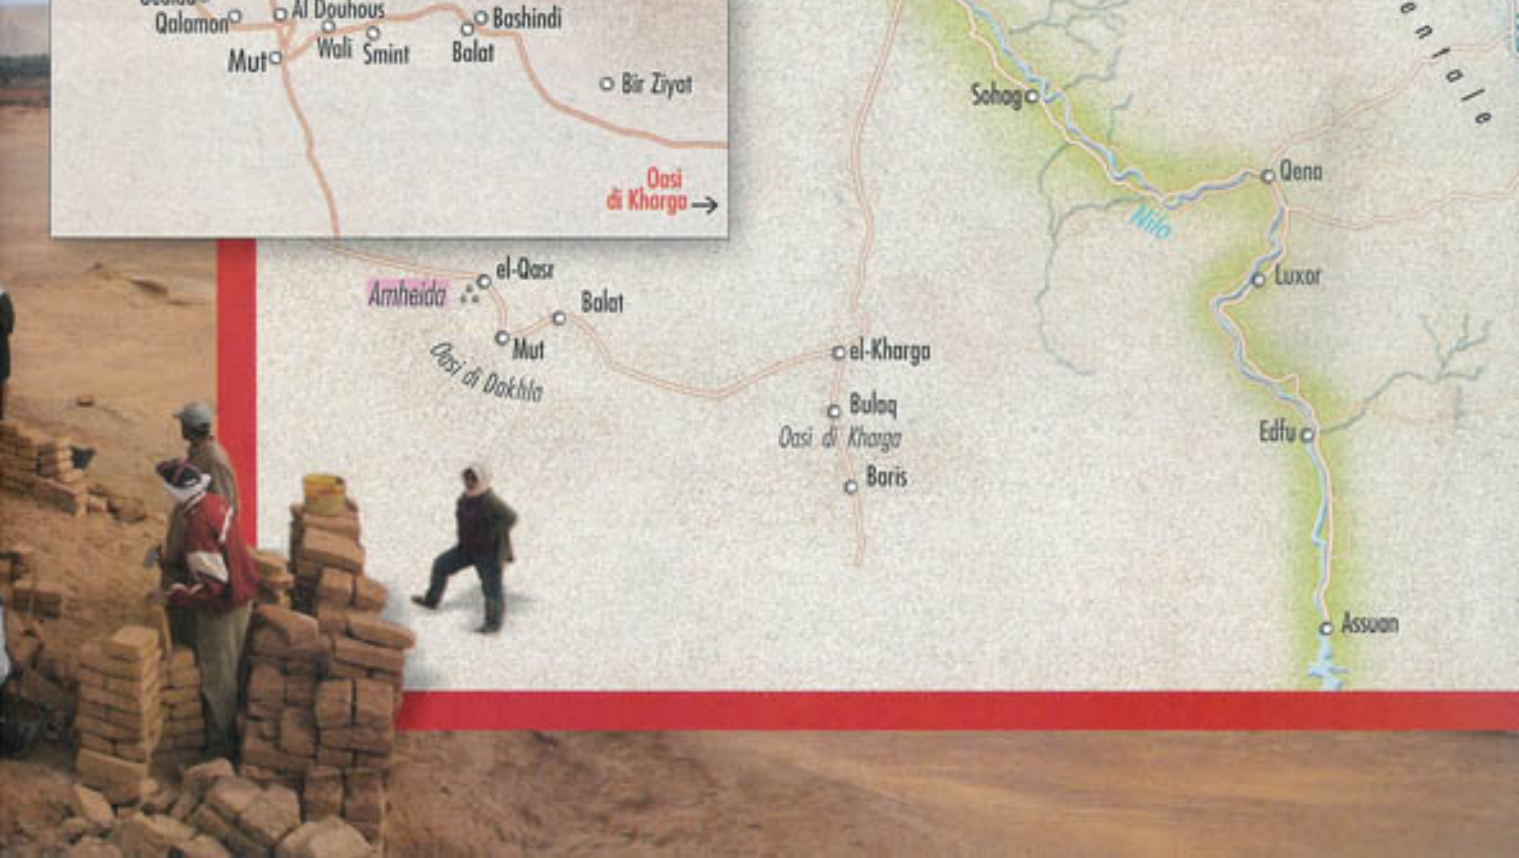 Qalamon
Al Douhous
Bashindi
Mut
Wali
Smint
Balat
Bir Ziyat
Oasi
di Kharga
entale
Sohag
Qena
Nilo
Luxor
el-Qasr
Amheida
Balat
Mut
Oasi di Dakhla
el-Kharga
Bulaq
Oasi di Kharga
Baris
Edfu
Assuan